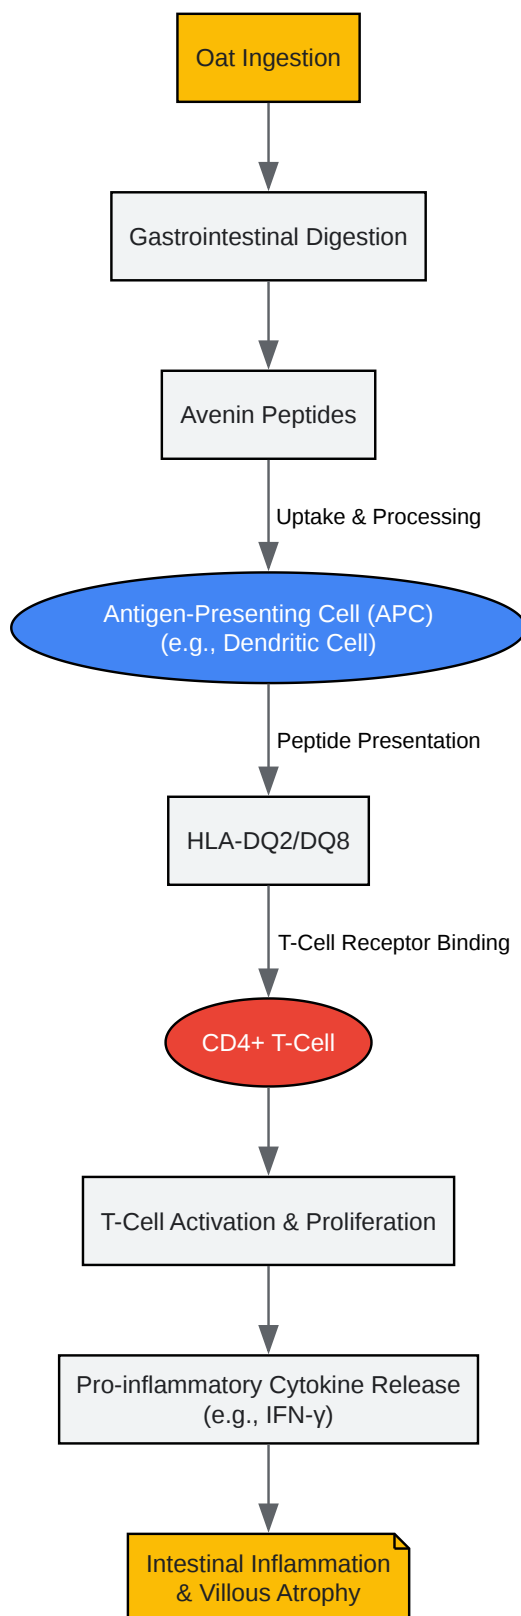 Oat Ingestion
Gastrointestinal Digestion
Avenin Peptides
Uptake & Processing
Antigen-Presenting Cell (APC)
(e.g., Dendritic Cell)
Peptide Presentation
HLA-DQ2/DQ8
T-Cell Receptor Binding
CD4+ T-Cell
T-Cell Activation & Proliferation
Pro-inflammatory Cytokine Release
(e.g., IFN-γ)
Intestinal Inflammation
& Villous Atrophy